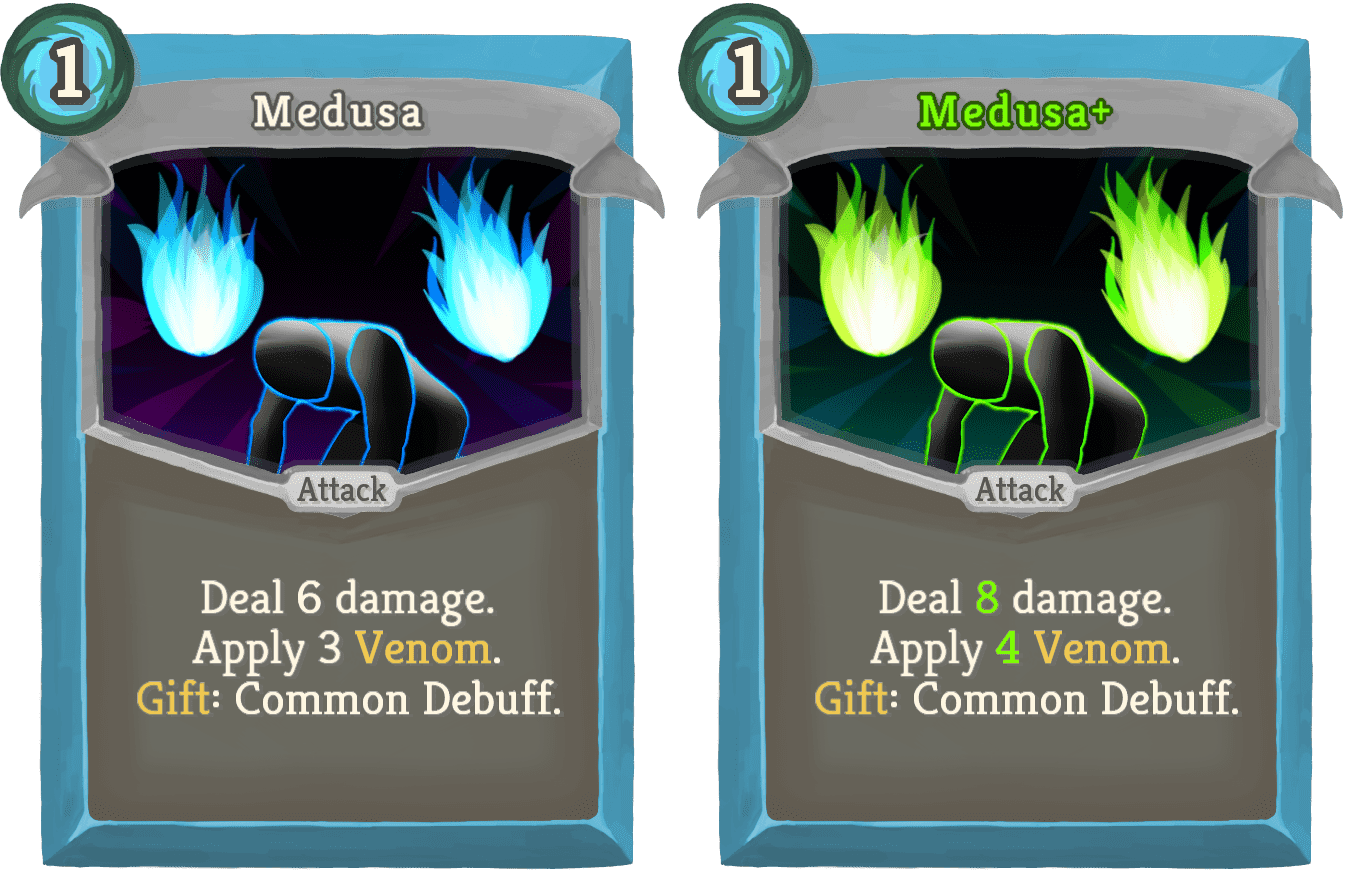 1
Medusa
Attack
Deal 6 damage.
Apply 3 Venom.
Gift: Common Debuff.
1
Medusa+
Attack
Deal 8 damage.
Apply 4 Venom.
Gift: Common Debuff.